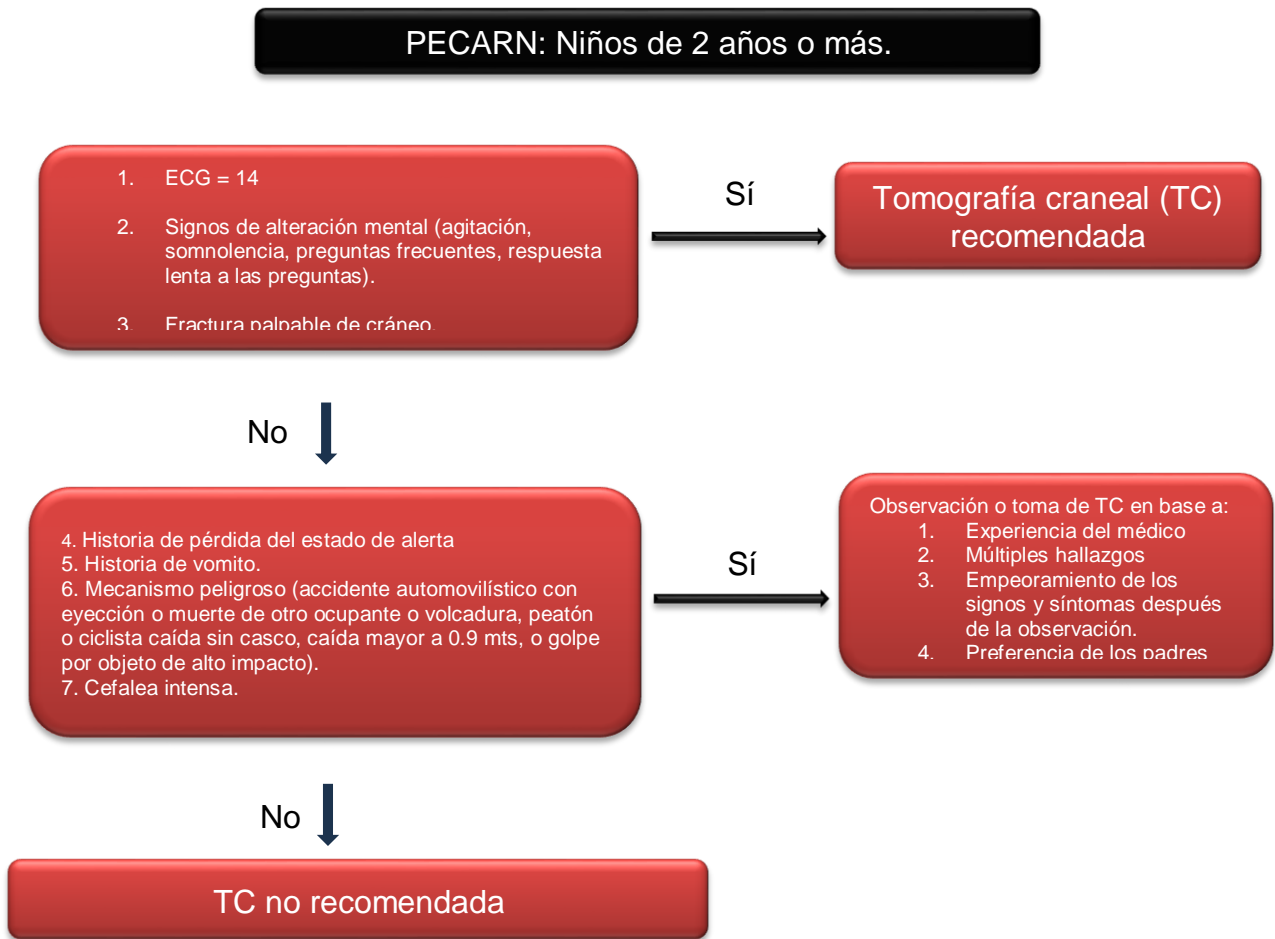 PECARN: Niños de 2 años o más.
1. ECG = 14
2. Signos de alteración mental (agitación,
somnolencia, preguntas frecuentes, respuesta
lenta a las preguntas).
3. Fractura palpable de cráneo.
Sí
Tomografía craneal (TC)
recomendada
No
4. Historia de pérdida del estado de alerta
5. Historia de vomito.
6. Mecanismo peligroso (accidente automovilístico con
eyección o muerte de otro ocupante o volcadura, peatón
o ciclista caída sin casco, caída mayor a 0.9 mts, o golpe
por objeto de alto impacto).
7. Cefalea intensa.
Sí
Observación o toma de TC en base a:
1. Experiencia del médico
2. Múltiples hallazgos
3. Empeoramiento de los
signos y síntomas después
de la observación.
4. Preferencia de los padres
No
TC no recomendada